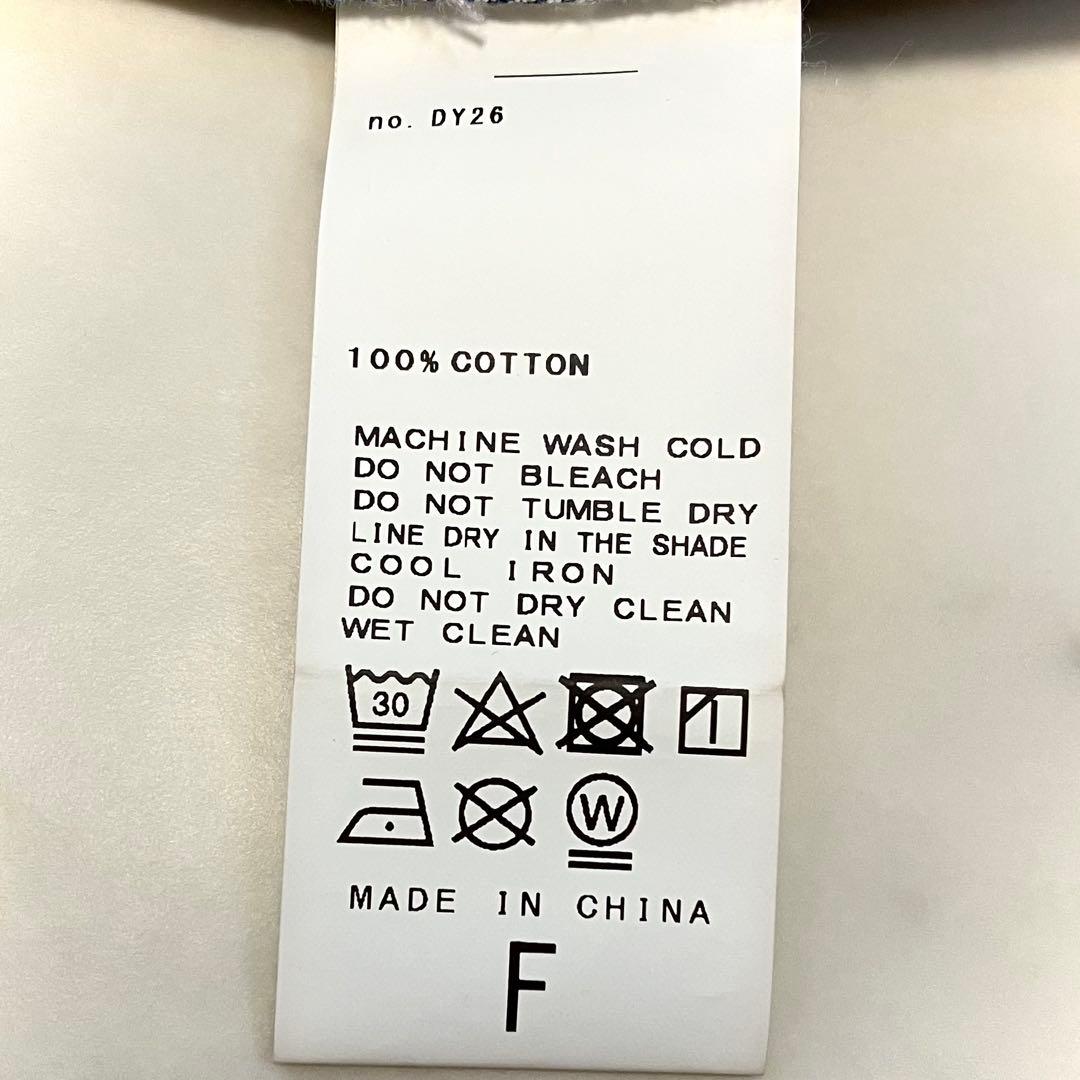 no. DY26
100% COTTON
MACHINE WASH COLD
DO NOT BLEACH
DO NOT TUMBLE DRY
LINE DRY IN THE SHADE
COOL IRON
DO NOT DRY CLEAN
WET CLEAN
30
W
MADE IN CHINA
F